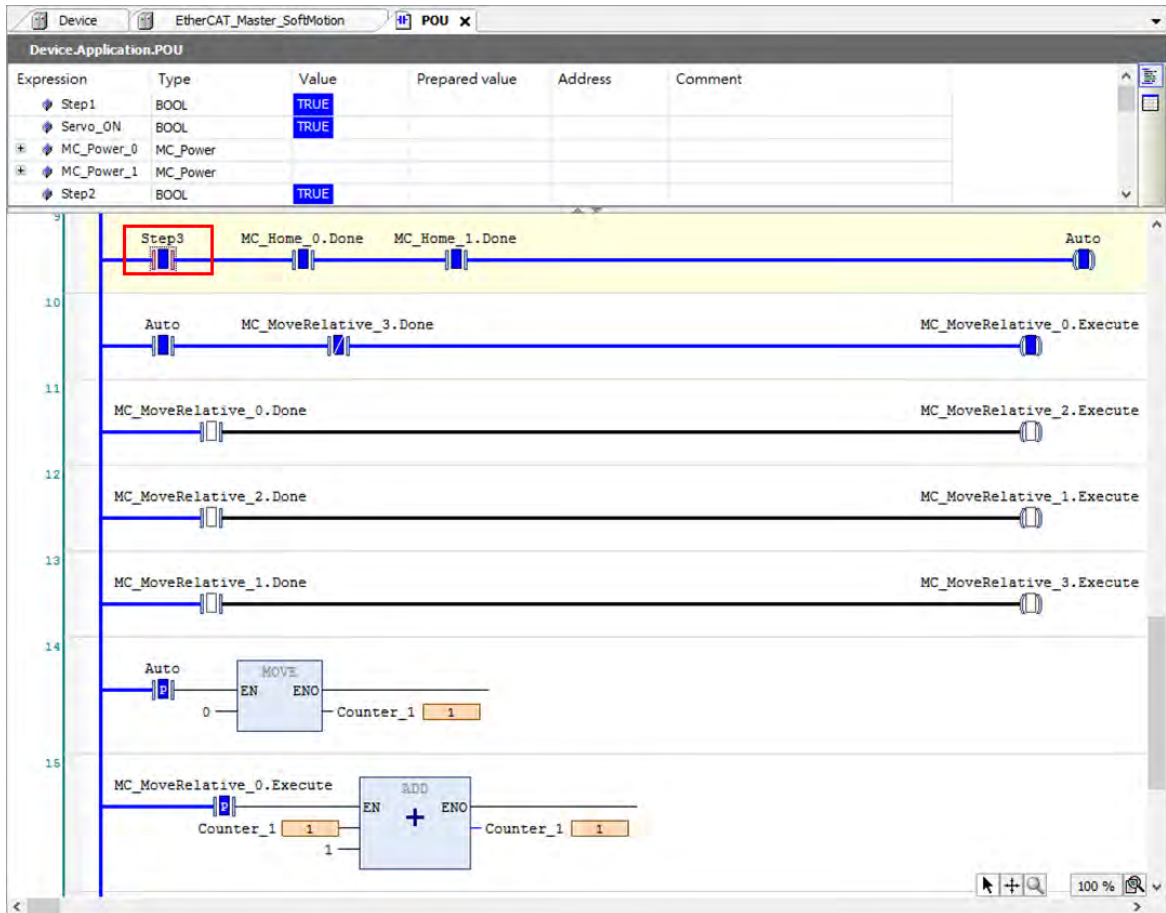 Device EtherCAT_Master_SoftMotion POU
Device.Application.POU
Expression Type Value Prepared value Address Comment
Step1 BOOL TRUE
Servo_ON BOOL TRUE
MC_Power_0 MC_Power
MC_Power_1 MC_Power
Step2 BOOL TRUE
9
Step3 MC_Home_0.Done MC_Home_1.Done Auto
10
Auto MC_MoveRelative_3.Done MC_MoveRelative_0.Execute
11
MC_MoveRelative_0.Done MC_MoveRelative_2.Execute
12
MC_MoveRelative_2.Done MC_MoveRelative_1.Execute
13
MC_MoveRelative_1.Done MC_MoveRelative_3.Execute
14
Auto MOVE
P EN ENO
0 Counter_1 1
15
MC_MoveRelative_0.Execute ADD
P EN ENO
Counter_1 1 + Counter_1 1
1
100 %